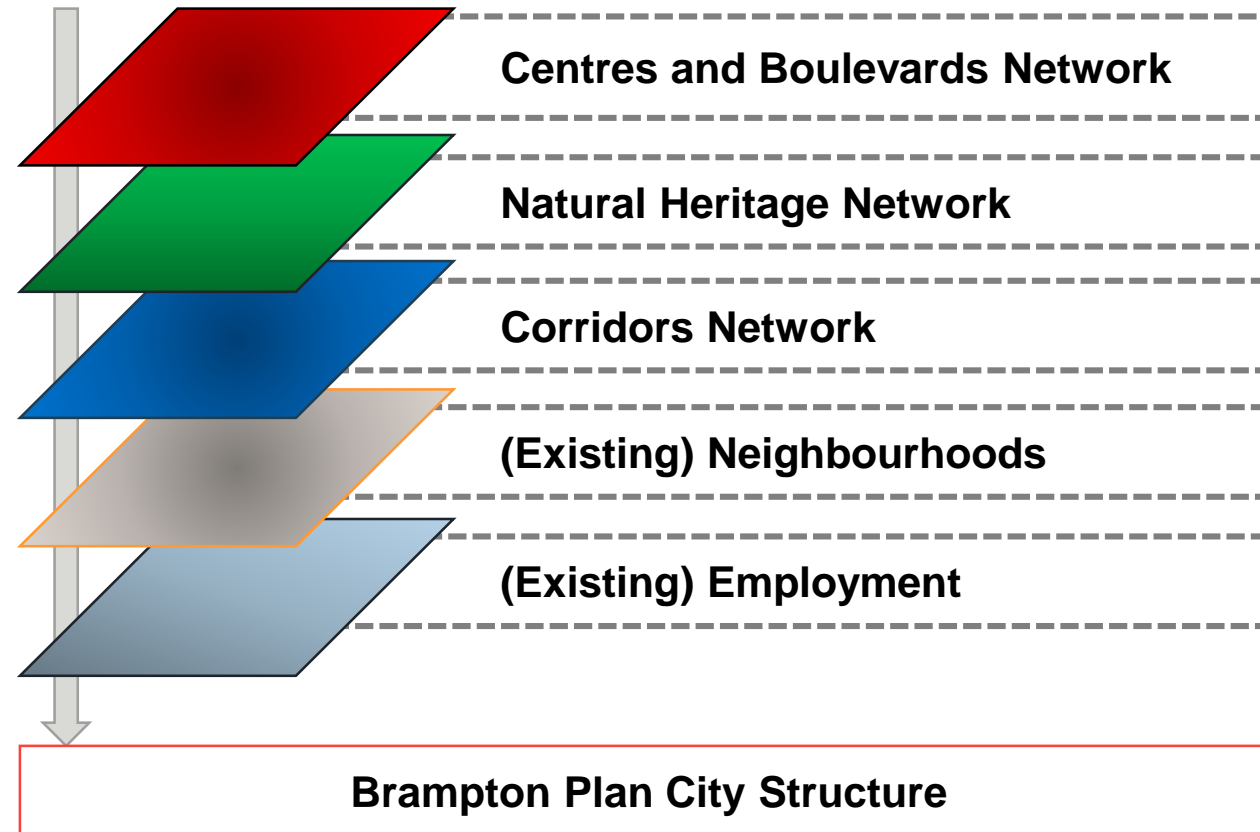 Centres and Boulevards Network
Natural Heritage Network
Corridors Network
(Existing) Neighbourhoods
(Existing) Employment
Brampton Plan City Structure